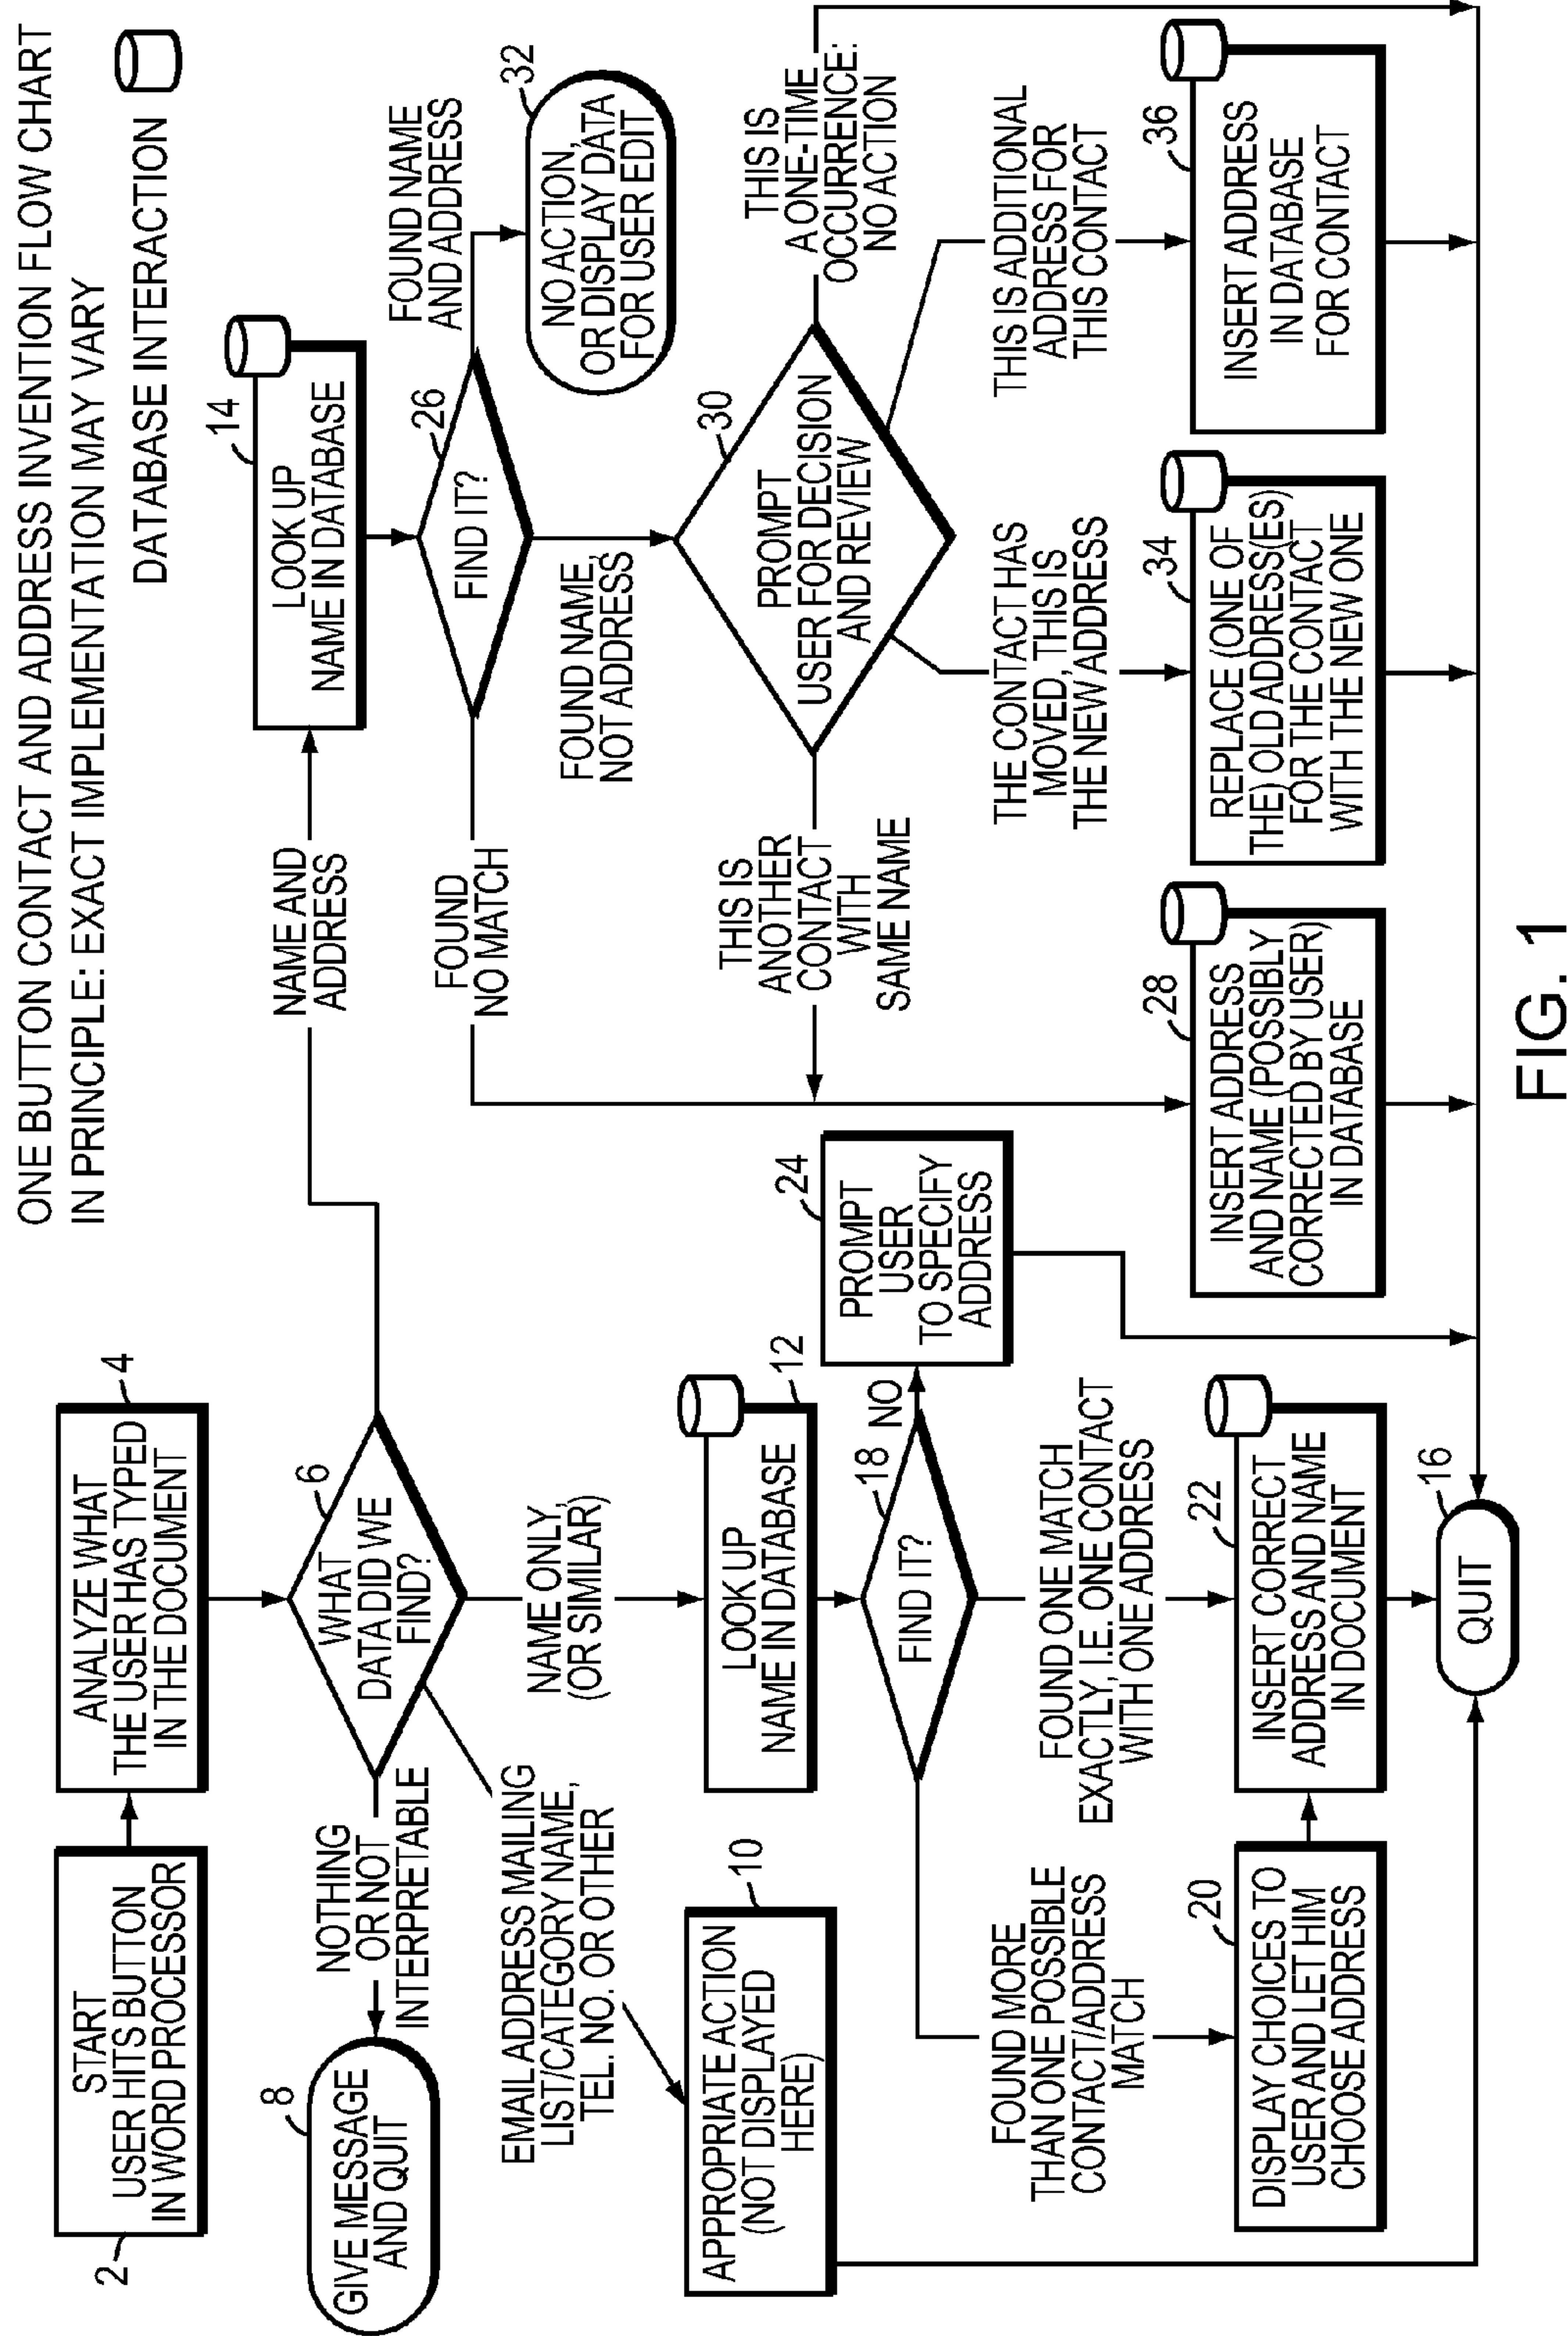 ONE BUTTON CONTACT AND ADDRESS INVENTION FLOW CHART
IN PRINCIPLE: EXACT IMPLEMENTATION MAY VARY
DATABASE INTERACTION
2
START
USER HITS BUTTON
IN WORD PROCESSOR
4
ANALYZE WHAT
THE USER HAS TYPED
IN THE DOCUMENT
6
WHAT
DATA DID WE
FIND?
NOTHING
OR NOT
INTERPRETABLE
8
GIVE MESSAGE
AND QUIT
EMAIL ADDRESS MAILING
LIST/CATEGORY NAME,
TEL. NO. OR OTHER
10
APPROPRIATE ACTION
(NOT DISPLAYED
HERE)
NAME ONLY,
(OR SIMILAR)
12
LOOK UP
NAME IN DATABASE
18
FIND IT?
NO
24
PROMPT
USER
TO SPECIFY
ADDRESS
FOUND MORE
THAN ONE POSSIBLE
CONTACT/ADDRESS
MATCH
FOUND ONE MATCH
EXACTLY, I.E. ONE CONTACT
WITH ONE ADDRESS
20
DISPLAY CHOICES TO
USER AND LET HIM
CHOOSE ADDRESS
22
INSERT CORRECT
ADDRESS AND NAME
IN DOCUMENT
16
QUIT
NAME AND
ADDRESS
14
LOOK UP
NAME IN DATABASE
26
FIND IT?
FOUND
NO MATCH
FOUND NAME,
NOT ADDRESS
FOUND NAME
AND ADDRESS
32
NO ACTION,
OR DISPLAY DATA
FOR USER EDIT
30
PROMPT
USER FOR DECISION
AND REVIEW
THIS IS
ANOTHER
CONTACT
WITH
SAME NAME
THE CONTACT HAS
MOVED, THIS IS
THE NEW ADDRESS
THIS IS ADDITIONAL
ADDRESS FOR
THIS CONTACT
THIS IS
A ONE-TIME
OCCURRENCE:
NO ACTION
28
INSERT ADDRESS
AND NAME (POSSIBLY
CORRECTED BY USER)
IN DATABASE
34
REPLACE (ONE OF
THE) OLD ADDRESS(ES)
FOR THE CONTACT
WITH THE NEW ONE
36
INSERT ADDRESS
IN DATABASE
FOR CONTACT
FIG. 1